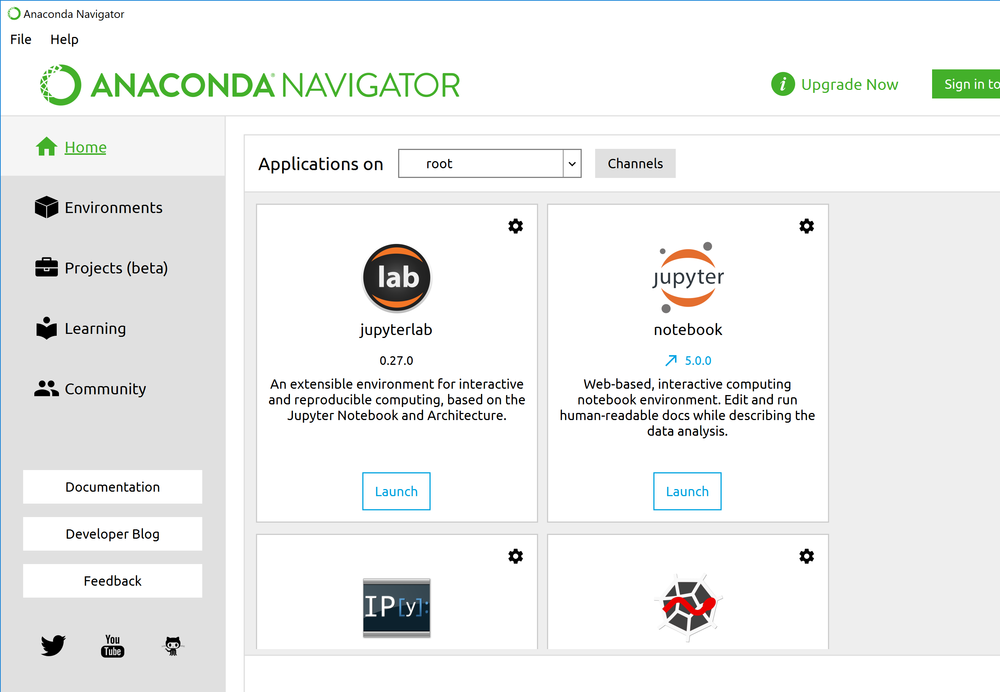 Anaconda Navigator
File Help
ANACONDA® NAVIGATOR
i Upgrade Now
Sign in to
Home
Environments
Projects (beta)
Learning
Community
Documentation
Developer Blog
Feedback
You
Tube
Applications on root Channels
lab
jupyterlab
0.27.0
An extensible environment for interactive
and reproducible computing, based on the
Jupyter Notebook and Architecture.
Launch
jupyter
notebook
5.0.0
Web-based, interactive computing
notebook environment. Edit and run
human-readable docs while describing the
data analysis.
Launch
IP[y]: